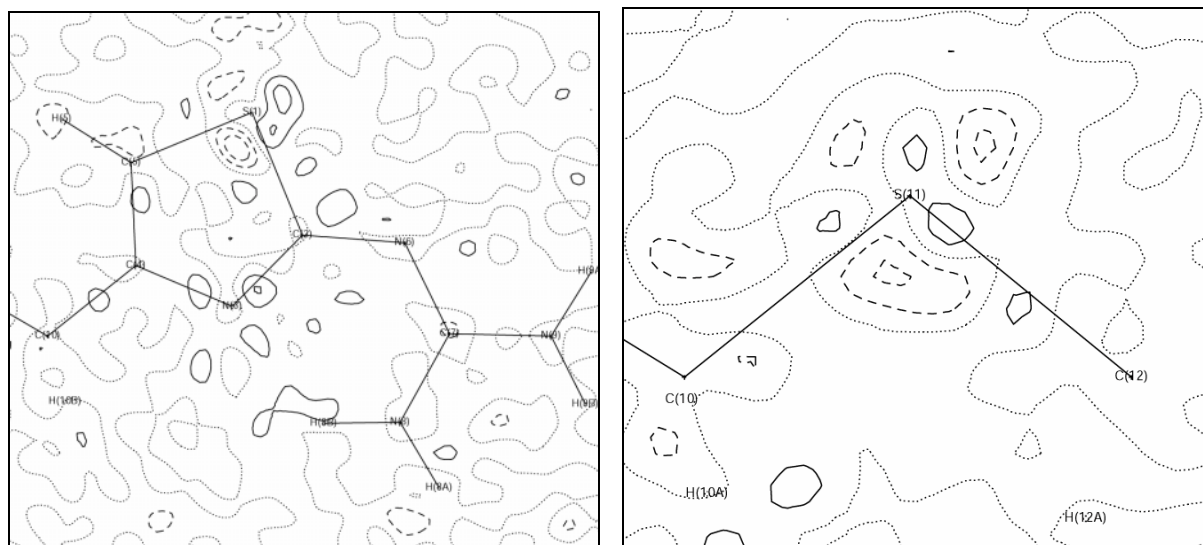 S(1)
H(5)
C(5)
C(2)
N(6)
C(4)
H(9A
N(3)
C(10)
C(7)
N(9)
H(10B)
H(9B)
H(8B)
N(8)
H(8A)
S(11)
C(12)
C(10)
H(10A)
H(12A)